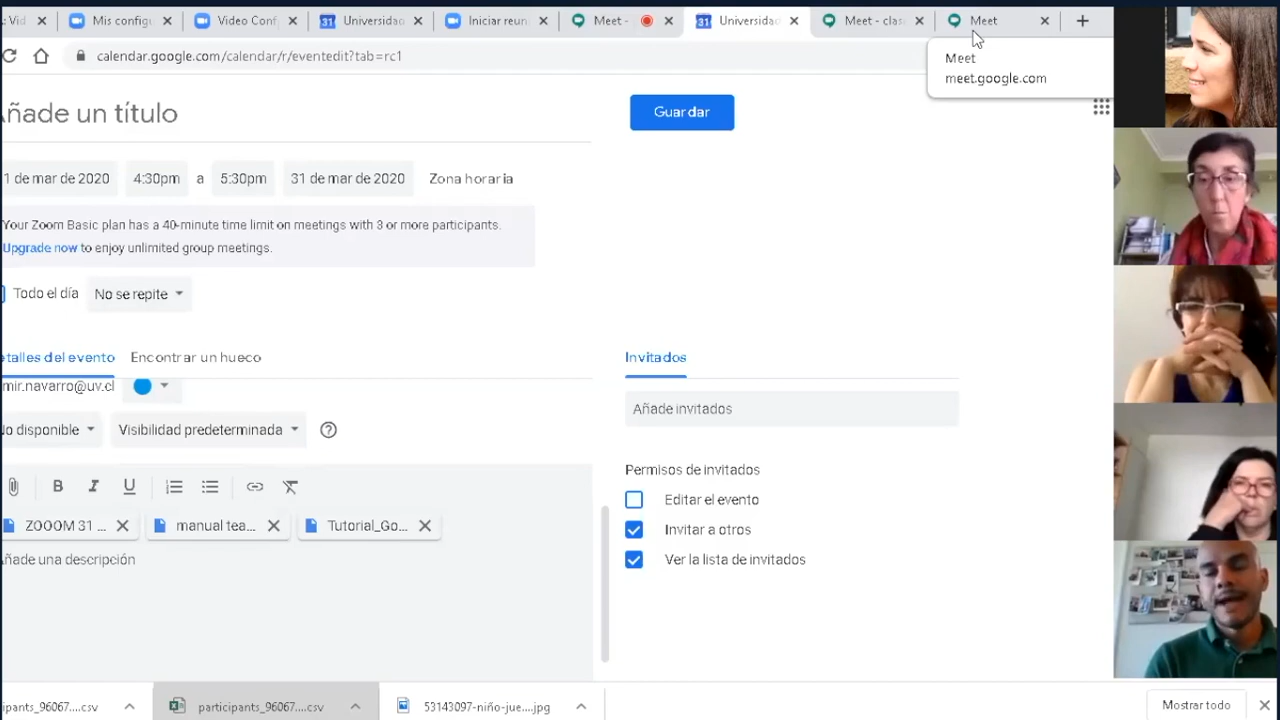 Vi
Mis configu
Video Conf
Universidad
Iniciar reun
Meet -
Universidad
Meet - clas
Meet
calendar.google.com/calendar/r/eventedit?tab=rc1
Meet
meet.google.com
ñade un título
Guardar
1 de mar de 2020 4:30pm a 5:30pm 31 de mar de 2020 Zona horaria
Your Zoom Basic plan has a 40-minute time limit on meetings with 3 or more participants.
Upgrade now to enjoy unlimited group meetings.
Todo el día No se repite
etalles del evento Encontrar un hueco
Invitados
mir.navarro@uv.cl
Añade invitados
No disponible Visibilidad predeterminada
Permisos de invitados
B I U
Editar el evento
ZOOOM 31 ... manual tea... Tutorial_Go...
Invitar a otros
ñade una descripción
Ver la lista de invitados
ipants_96067....csv participants_96067....csv 53143097-niño-jue....jpg Mostrar todo